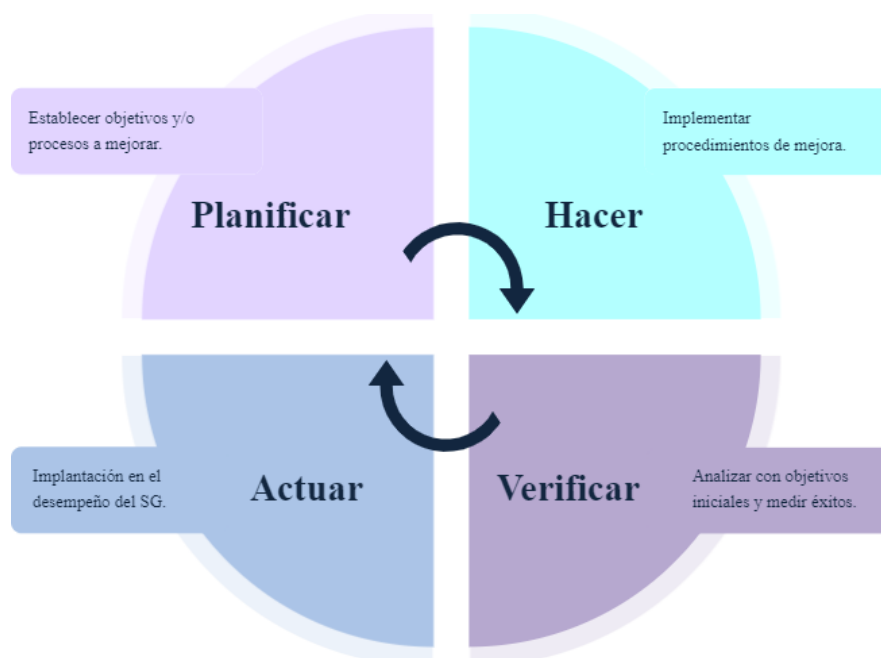 Establecer objetivos y/o
procesos a mejorar.
Planificar
Implementar
procedimientos de mejora.
Hacer
Implantación en el
desempeño del SG.
Actuar
Verificar
Analizar con objetivos
iniciales y medir éxitos.